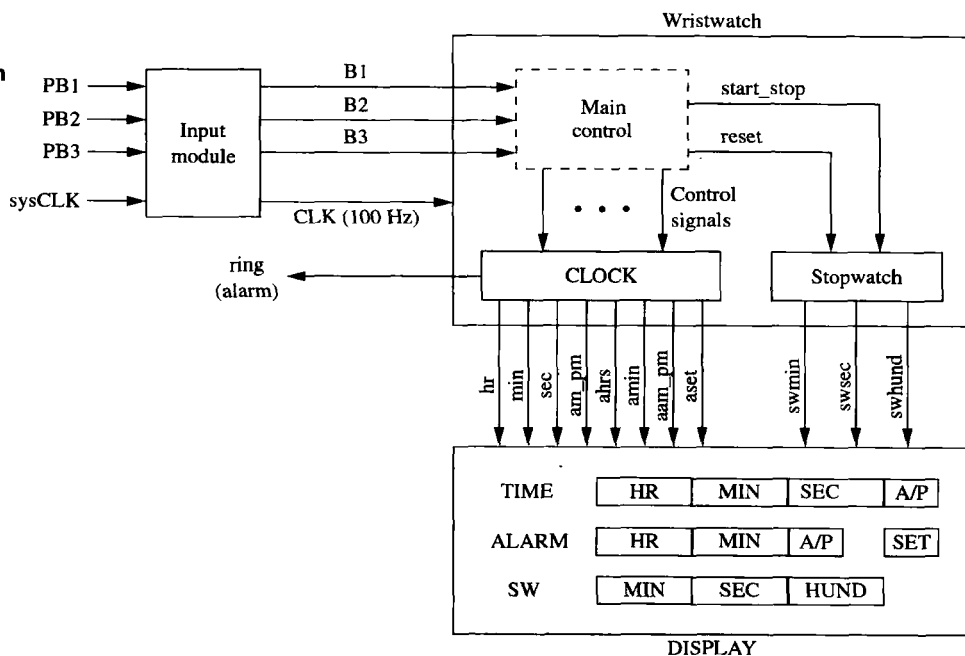 Wristwatch
n
PB1
PB2
PB3
sysCLK
Input
module
B1
B2
B3
CLK (100 Hz)
Main
control
start_stop
reset
Control
signals
ring
(alarm)
CLOCK
Stopwatch
hr
min
sec
am_pm
ahrs
amin
aam_pm
aset
swmin
swsec
swhund
TIME HR MIN SEC A/P
ALARM HR MIN A/P SET
SW MIN SEC HUND
DISPLAY